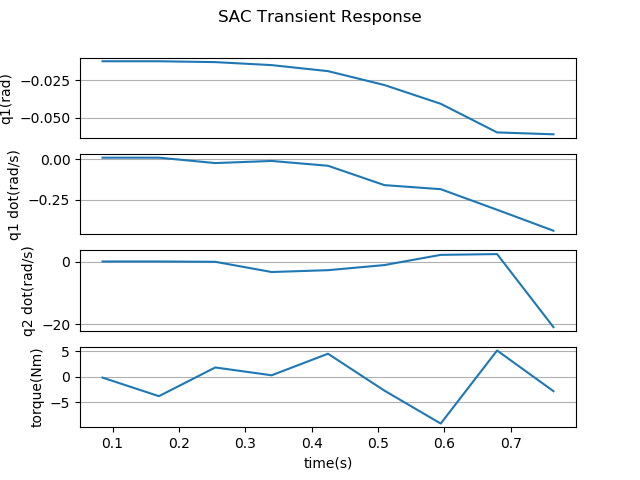 SAC Transient Response
q1(rad)
−0.025
−0.050
q1 dot(rad/s)
0.00
−0.25
q2 dot(rad/s)
0
−20
torque(Nm)
5
0
−5
0.1 0.2 0.3 0.4 0.5 0.6 0.7
time(s)